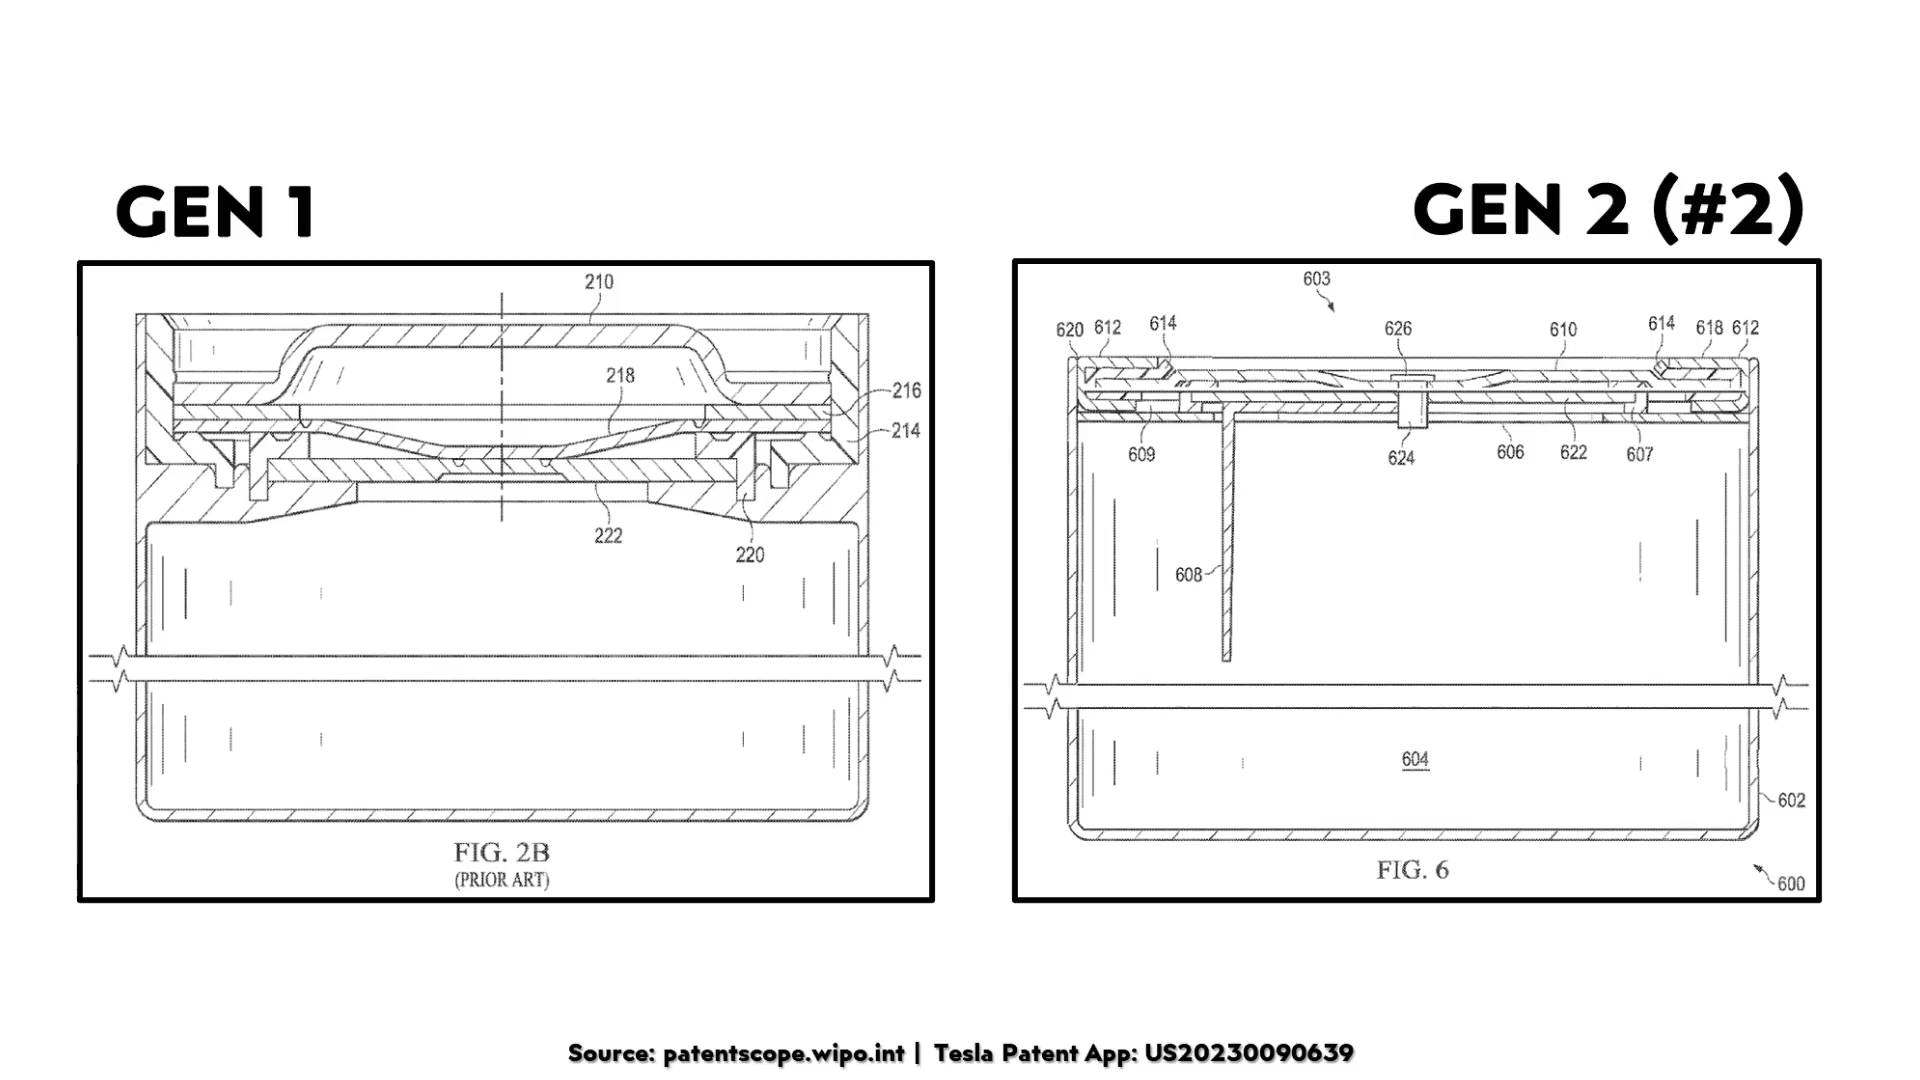 GEN 1
GEN 2 (#2)
210
218
216
214
222
220
FIG. 2B
(PRIOR ART)
603
620 612 614 626 610 614 618 612
609 624 606 622 607
608
604
602
FIG. 6
600
Source: patentscope.wipo.int | Tesla Patent App: US20230090639